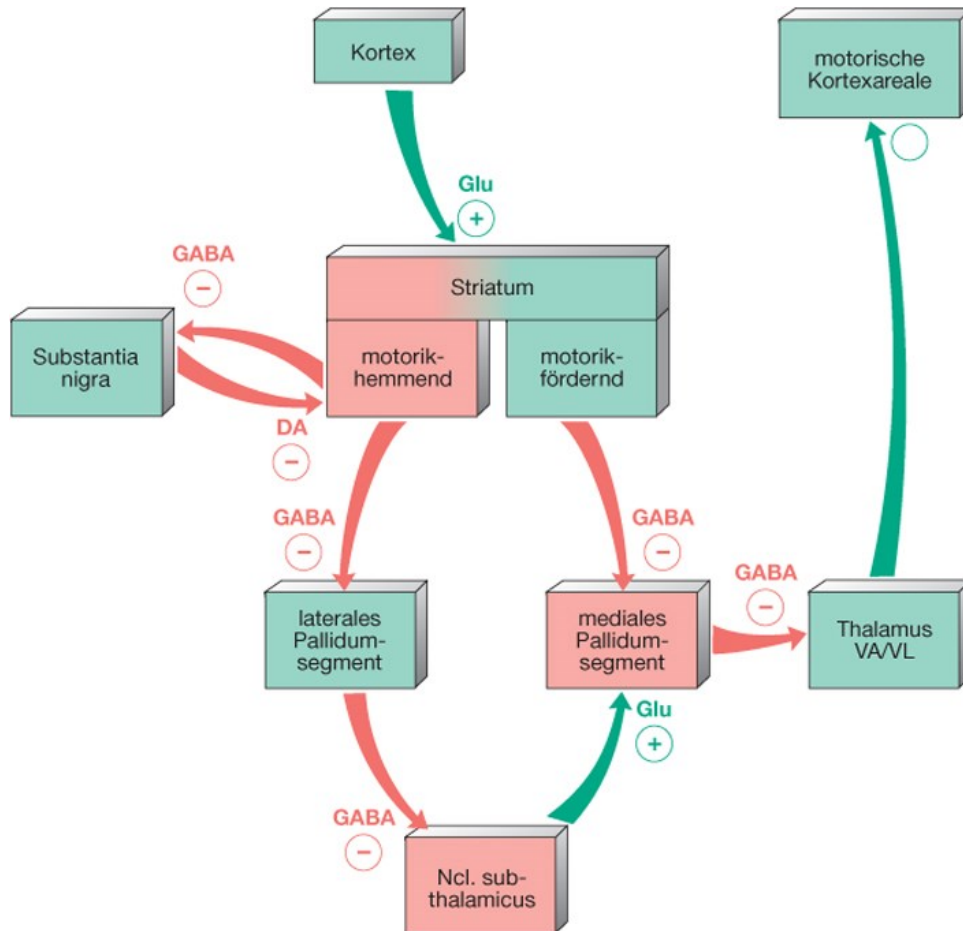 Kortex
motorische
Kortexareale
Glu
+
GABA
−
Striatum
Substantia
nigra
motorik-
hemmend
motorik-
fördernd
DA
−
GABA
−
GABA
−
GABA
−
laterales
Pallidum-
segment
mediales
Pallidum-
segment
Thalamus
VA/VL
Glu
+
GABA
−
Ncl. sub-
thalamicus